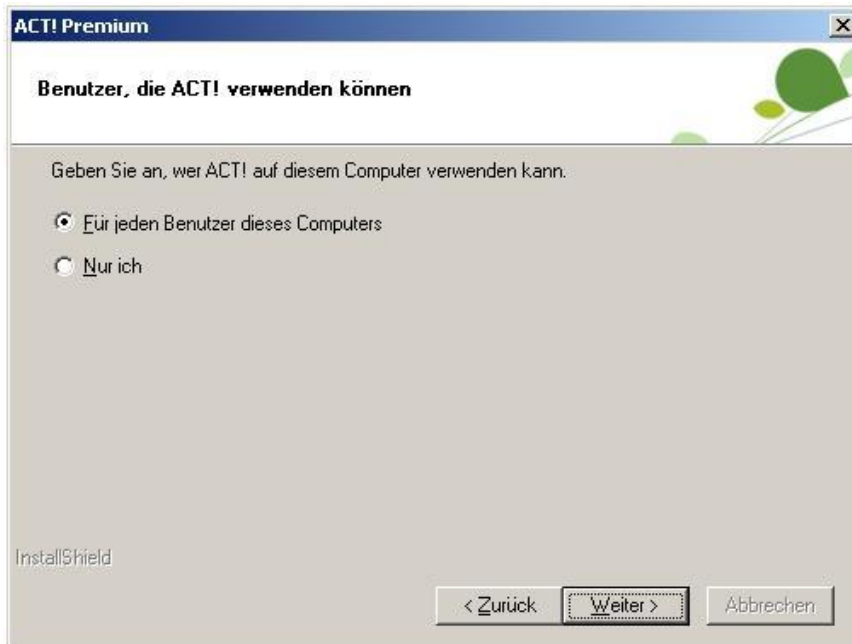 ACT! Premium
Benutzer, die ACT! verwenden können
Geben Sie an, wer ACT! auf diesem Computer verwenden kann.
Für jeden Benutzer dieses Computers
Nur ich
InstallShield
< Zurück
Weiter >
Abbrechen